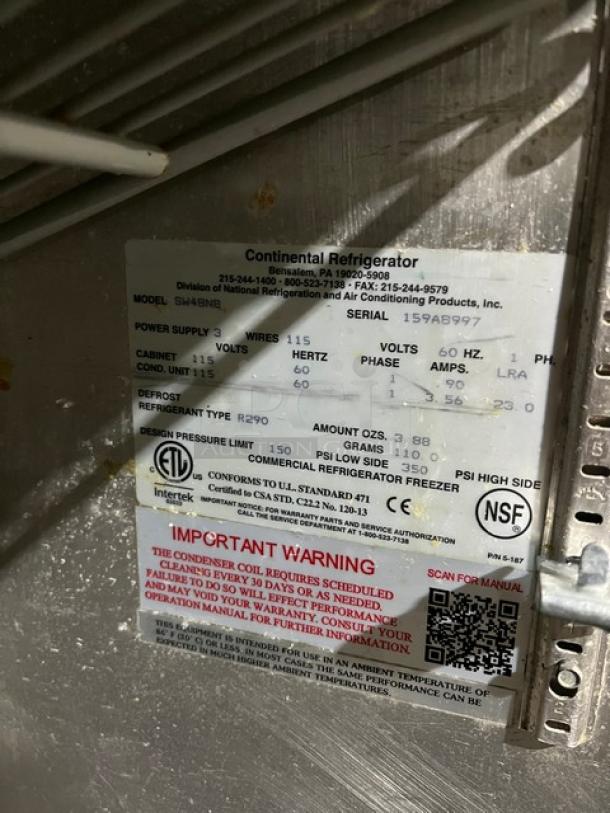 Continental Refrigerator
Bensalem, PA 19020-5908
215-244-1400 · 800-523-7138 · FAX: 215-244-9579
Division of National Refrigeration and Air Conditioning Products, Inc.
MODEL SW48N8 SERIAL 159A8997
POWER SUPPLY 3 WIRES 115 VOLTS 60 HZ. 1 PH.
VOLTS HERTZ PHASE AMPS. LRA
CABINET 115 60 1 .90
COND. UNIT 115 60 1 3.56 23.0
DEFROST
REFRIGERANT TYPE R290 AMOUNT OZS. 3.88
GRAMS 110.0
DESIGN PRESSURE LIMIT 150 PSI LOW SIDE 350 PSI HIGH SIDE
COMMERCIAL REFRIGERATOR FREEZER
C ETL US
Intertek
CONFORMS TO U.L. STANDARD 471
Certified to CSA STD. C22.2 No. 120-13
CE
NSF
IMPORTANT NOTICE: FOR WARRANTY PARTS AND SERVICE AUTHORIZATION
CALL THE SERVICE DEPARTMENT AT 1-800-523-7138
P/N 5-187
IMPORTANT WARNING
THE CONDENSER COIL REQUIRES SCHEDULED
CLEANING EVERY 30 DAYS OR AS NEEDED.
FAILURE TO DO SO WILL EFFECT PERFORMANCE
AND MAY VOID YOUR WARRANTY. CONSULT YOUR
OPERATION MANUAL FOR FURTHER INFORMATION.
SCAN FOR MANUAL
THIS EQUIPMENT IS INTENDED FOR USE IN AN AMBIENT TEMPERATURE OF
86° F (30° C) OR LESS. IN MOST CASES THE SAME PERFORMANCE CAN BE
EXPECTED IN MUCH HIGHER AMBIENT TEMPERATURES.